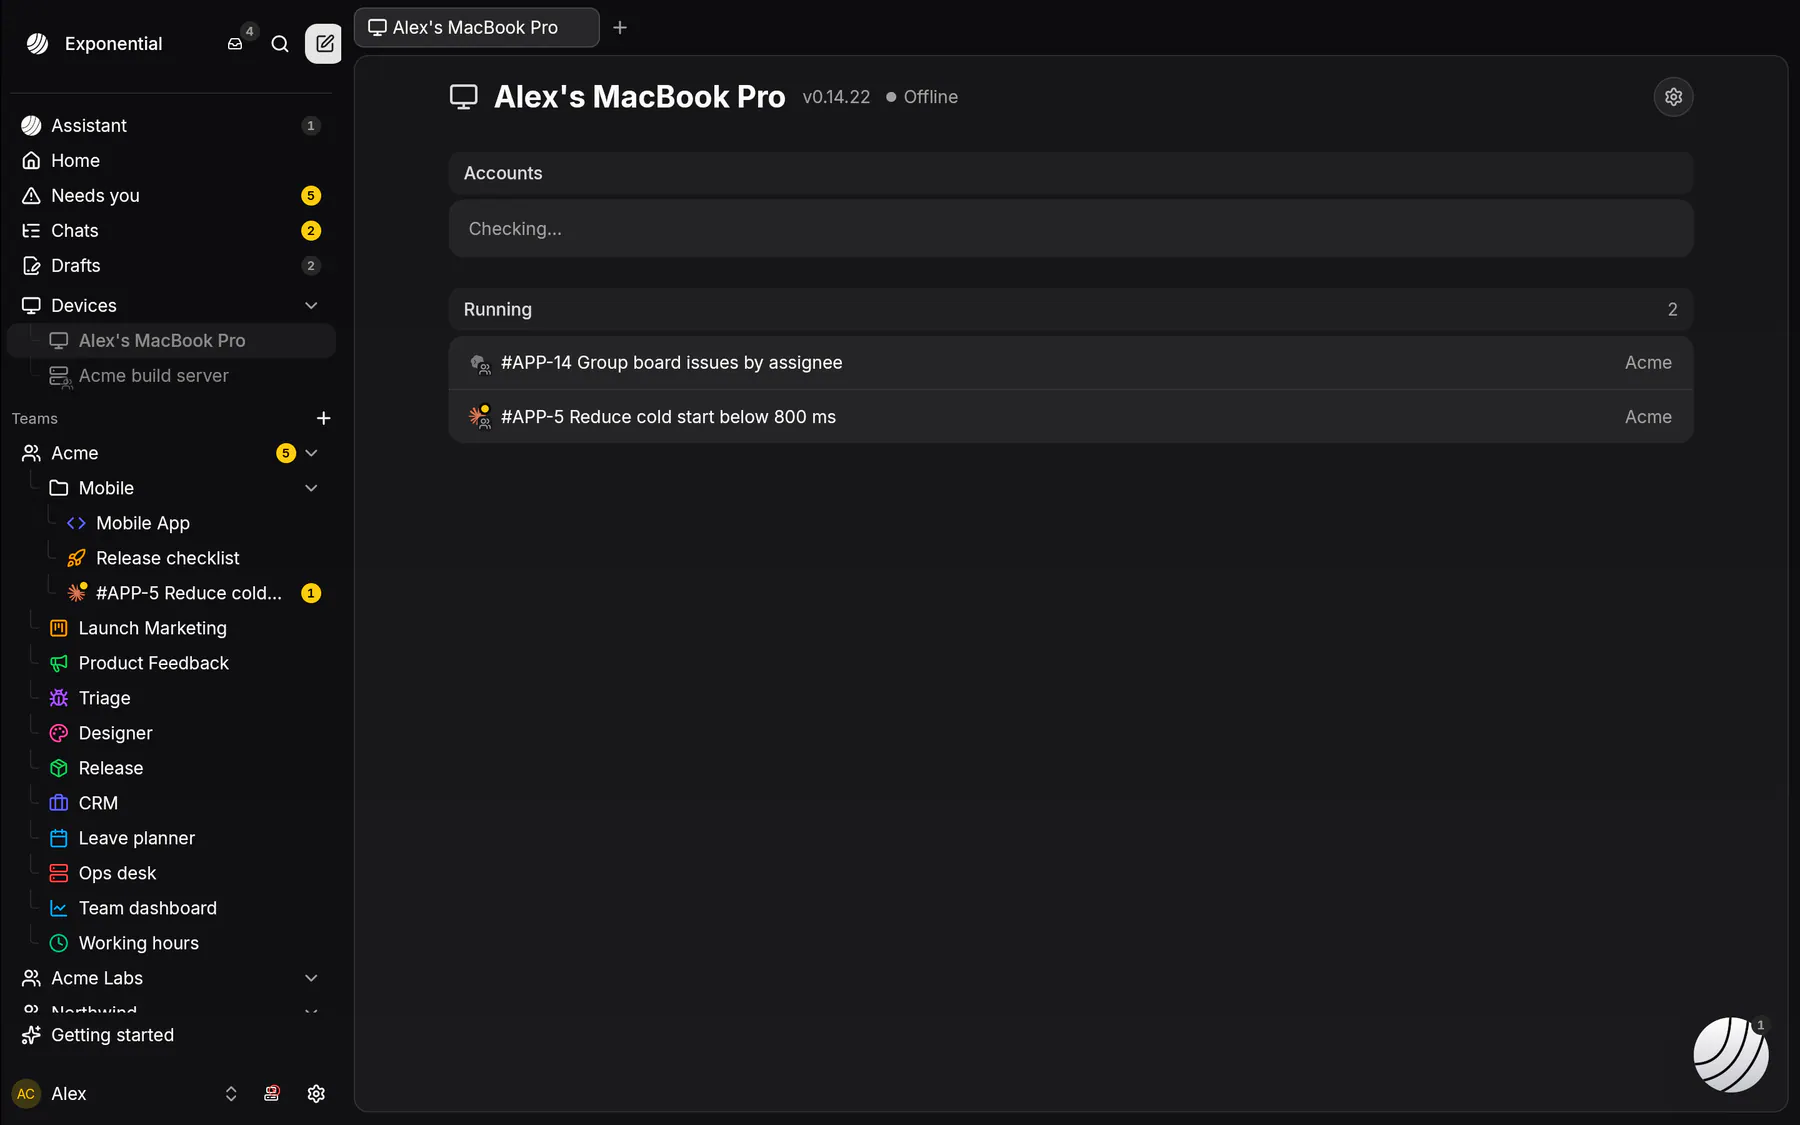 Exponential
4
Alex's MacBook Pro
Assistant
1
Home
Needs you
5
Chats
2
Drafts
2
Devices
Alex's MacBook Pro
Acme build server
Teams
Acme
5
Mobile
Mobile App
Release checklist
#APP-5 Reduce cold...
1
Launch Marketing
Product Feedback
Triage
Designer
Release
CRM
Leave planner
Ops desk
Team dashboard
Working hours
Acme Labs
Northwind
Getting started
AC
Alex
Alex's MacBook Pro
v0.14.22
Offline
Accounts
Checking...
Running
2
#APP-14 Group board issues by assignee
Acme
#APP-5 Reduce cold start below 800 ms
Acme
1